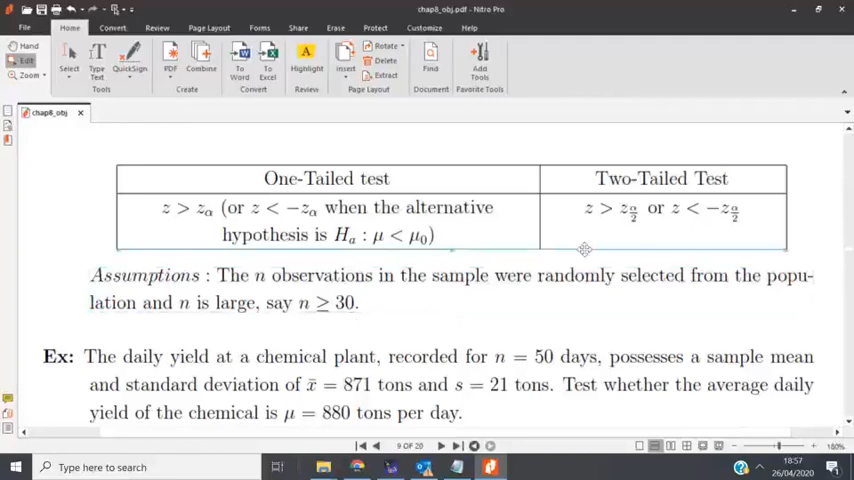 chap8_obj.pdf - Nitro Pro
File Home Convert Review Page Layout Forms Share Erase Protect Customize Help
Hand
Edit
Zoom
Select
Type Text
QuickSign
Tools
PDF
Combine
Create
To Word
To Excel
Convert
Highlight
Review
Insert
Rotate
Delete
Extract
Page Layout
Find
Document
Add Tools
Favorite Tools
chap8_obj
One-Tailed test Two-Tailed Test
z > zα (or z < −zα when the alternative z > zα/2 or z < −zα/2
hypothesis is Ha : μ < μ0)
Assumptions : The n observations in the sample were randomly selected from the popu-
lation and n is large, say n ≥ 30.
Ex: The daily yield at a chemical plant, recorded for n = 50 days, possesses a sample mean
and standard deviation of x̄ = 871 tons and s = 21 tons. Test whether the average daily
yield of the chemical is μ = 880 tons per day.
9 OF 20
180%
Type here to search
18:57
26/04/2020